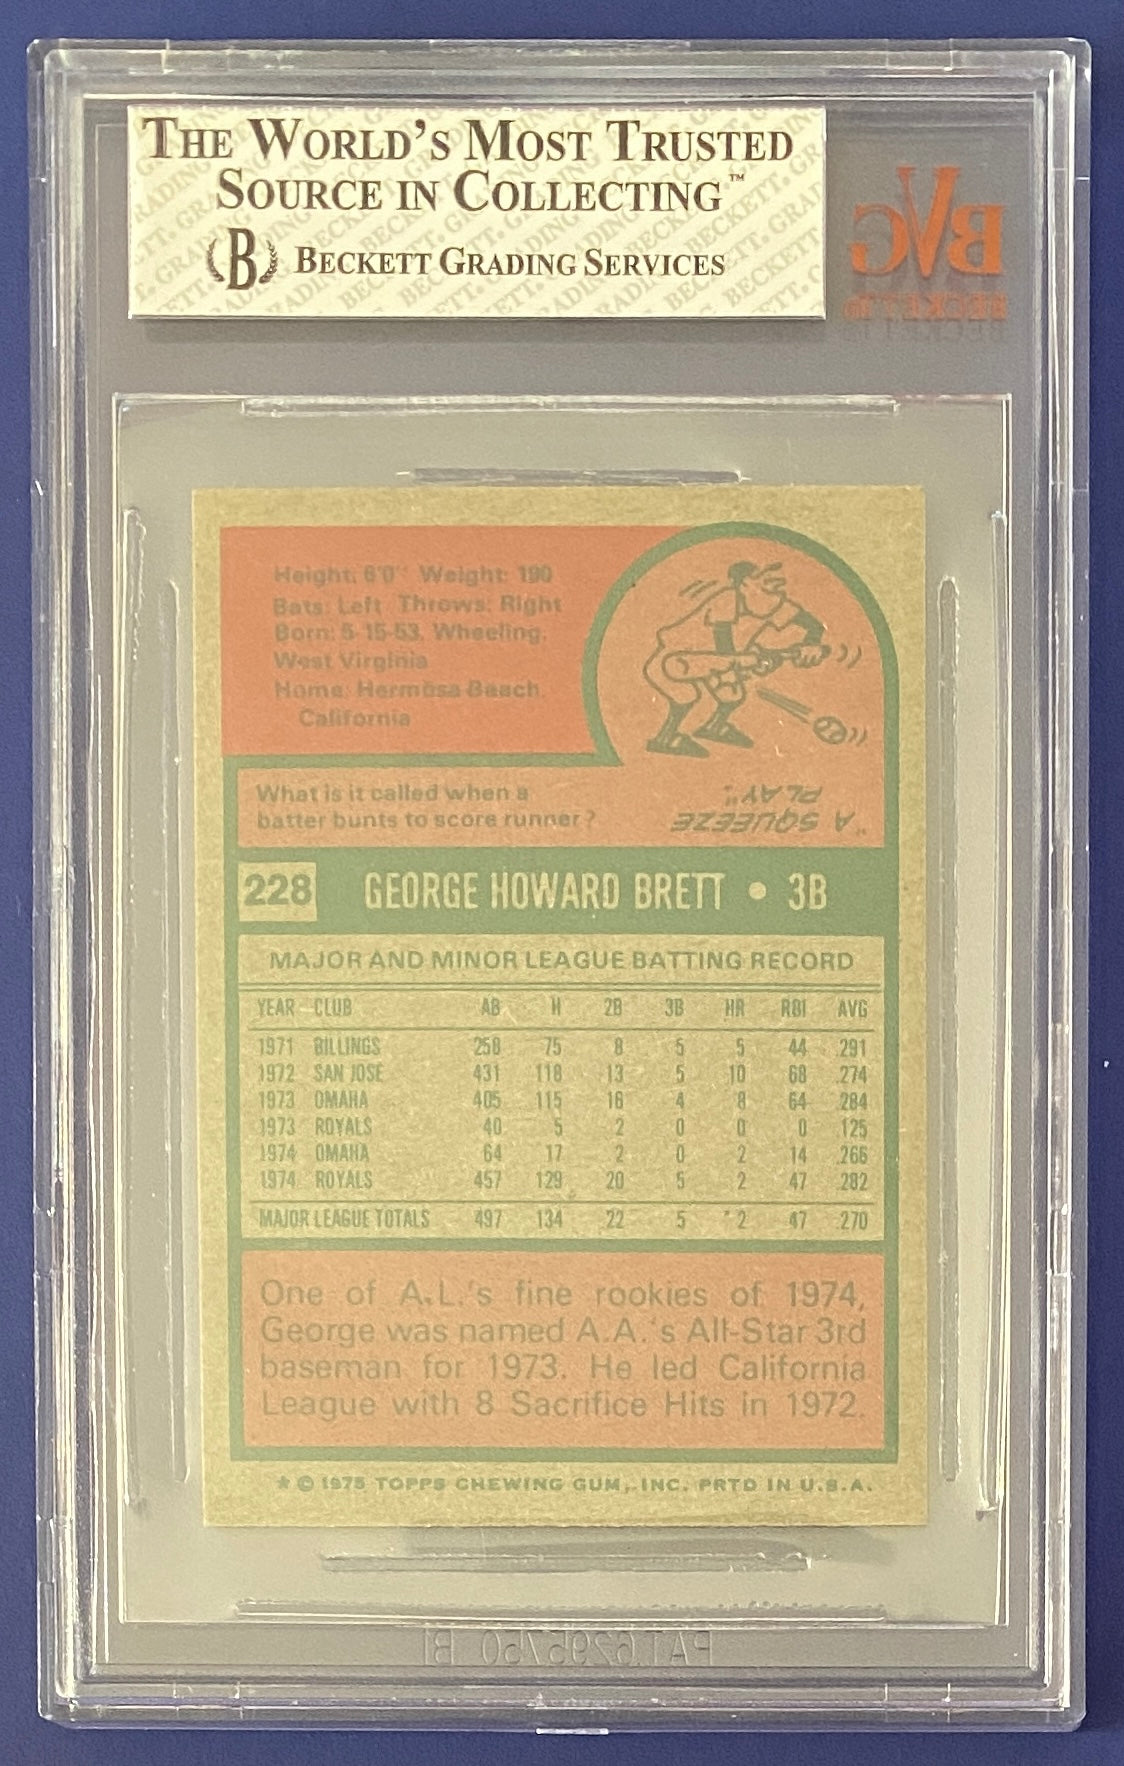 THE WORLD'S MOST TRUSTED
SOURCE IN COLLECTING™
B BECKETT GRADING SERVICES
BVG
BECKETT
Height: 6'0" Weight: 190
Bats: Left Throws: Right
Born: 5-15-53, Wheeling,
West Virginia
Home: Hermosa Beach,
California
What is it called when a
batter bunts to score runner?
"A SQUEEZE
PLAY".
228 GEORGE HOWARD BRETT • 3B
MAJOR AND MINOR LEAGUE BATTING RECORD
YEAR CLUB AB H 2B 3B HR RBI AVG
1971 BILLINGS 258 75 8 5 5 44 .291
1972 SAN JOSE 431 118 13 5 10 68 .274
1973 OMAHA 405 115 16 4 8 64 .284
1973 ROYALS 40 5 2 0 0 0 .125
1974 OMAHA 64 17 2 0 2 14 .266
1974 ROYALS 457 129 20 5 2 47 .282
MAJOR LEAGUE TOTALS 497 134 22 5 2 47 .270
One of A.L.'s fine rookies of 1974,
George was named A.A.'s All-Star 3rd
baseman for 1973. He led California
League with 8 Sacrifice Hits in 1972.
* © 1975 TOPPS CHEWING GUM, INC. PRTD IN U.S.A.
PAT.6295750 B1